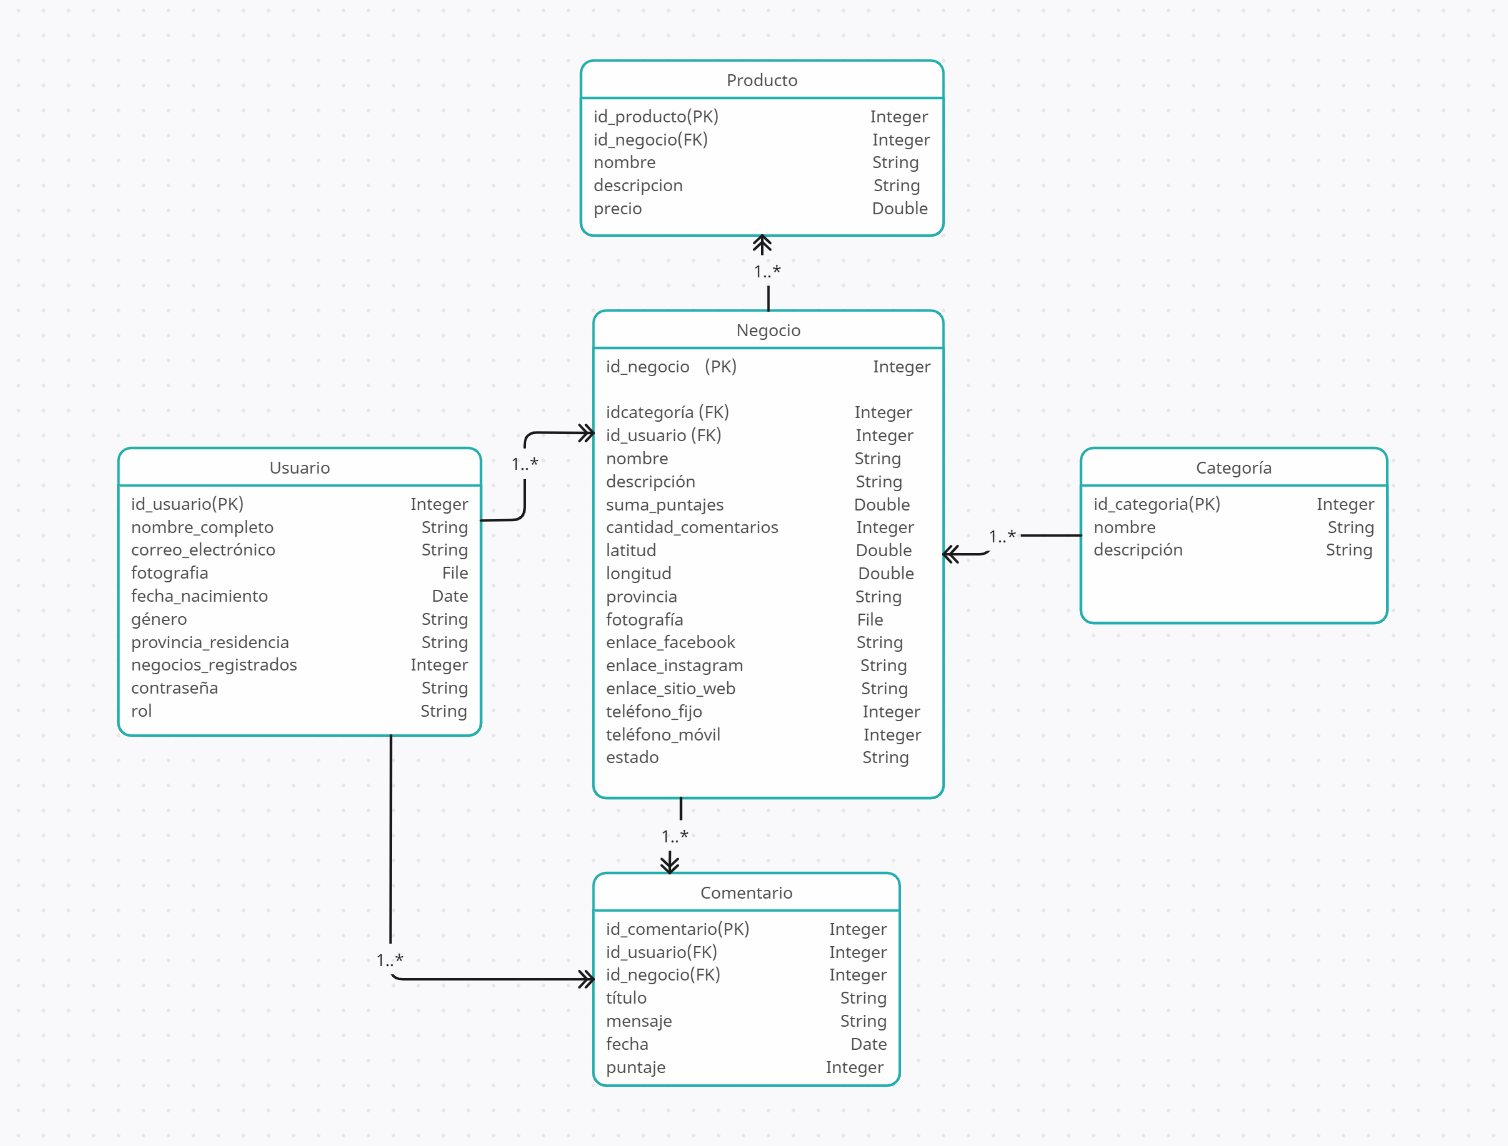 Producto
id_producto(PK) Integer
id_negocio(FK) Integer
nombre String
descripcion String
precio Double
1..*
Negocio
id_negocio (PK) Integer
idcategoría (FK) Integer
id_usuario (FK) Integer
nombre String
descripción String
suma_puntajes Double
cantidad_comentarios Integer
latitud Double
longitud Double
provincia String
fotografía File
enlace_facebook String
enlace_instagram String
enlace_sitio_web String
teléfono_fijo Integer
teléfono_móvil Integer
estado String
1..*
Usuario
id_usuario(PK) Integer
nombre_completo String
correo_electrónico String
fotografia File
fecha_nacimiento Date
género String
provincia_residencia String
negocios_registrados Integer
contraseña String
rol String
1..*
Categoría
id_categoria(PK) Integer
nombre String
descripción String
1..*
1..*
Comentario
id_comentario(PK) Integer
id_usuario(FK) Integer
id_negocio(FK) Integer
título String
mensaje String
fecha Date
puntaje Integer